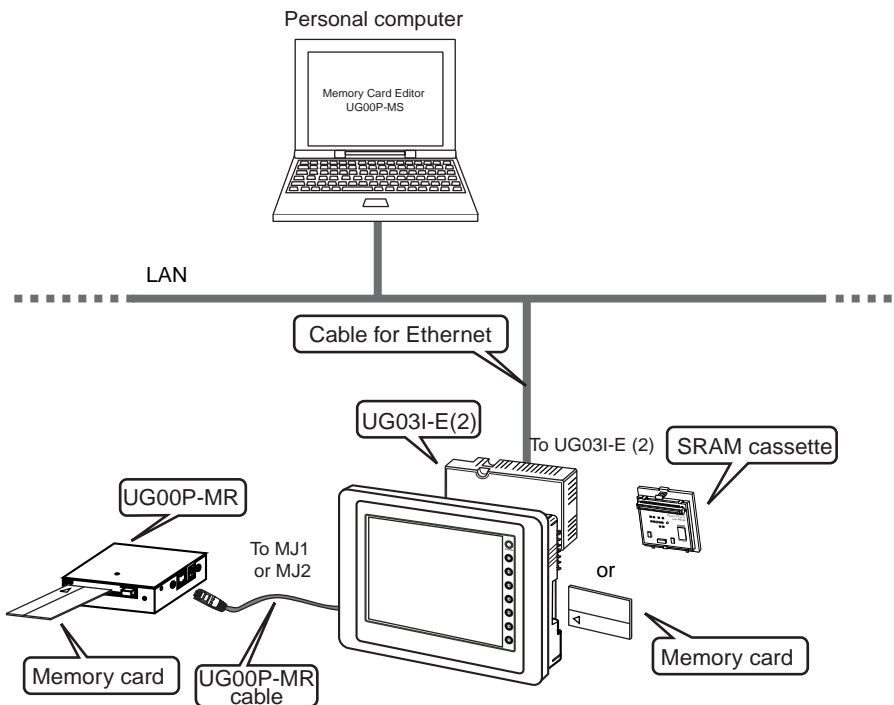 Personal computer
Memory Card Editor
UG00P-MS
LAN
Cable for Ethernet
UG03I-E(2)
To UG03I-E (2)
SRAM cassette
UG00P-MR
To MJ1
or MJ2
or
Memory card
UG00P-MR
cable
Memory card